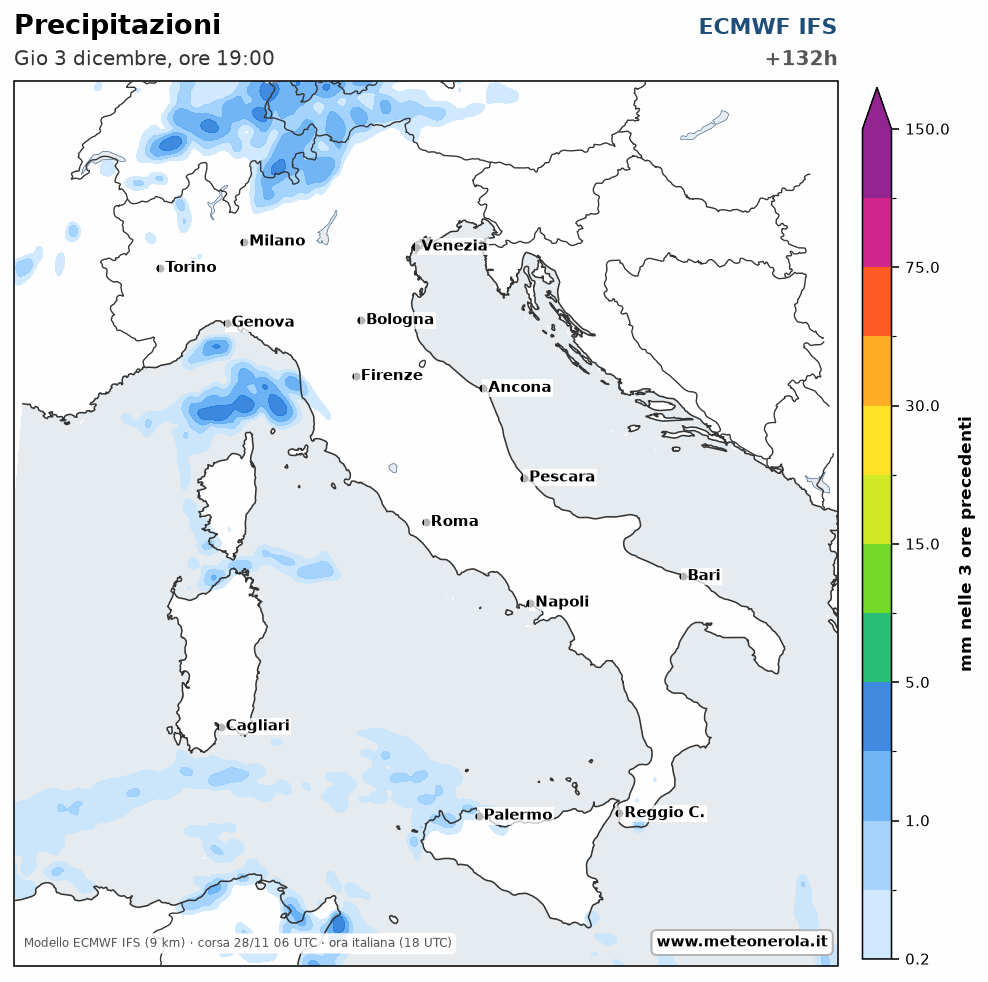 Precipitazioni
ECMWF IFS
Gio 3 dicembre, ore 19:00
+132h
150.0
75.0
30.0
15.0
5.0
1.0
0.2
mm nelle 3 ore precedenti
Milano
Venezia
Torino
Genova
Bologna
Firenze
Ancona
Pescara
Roma
Bari
Napoli
Cagliari
Palermo
Reggio C.
Modello ECMWF IFS (9 km) · corsa 28/11 06 UTC · ora italiana (18 UTC)
www.meteonerola.it